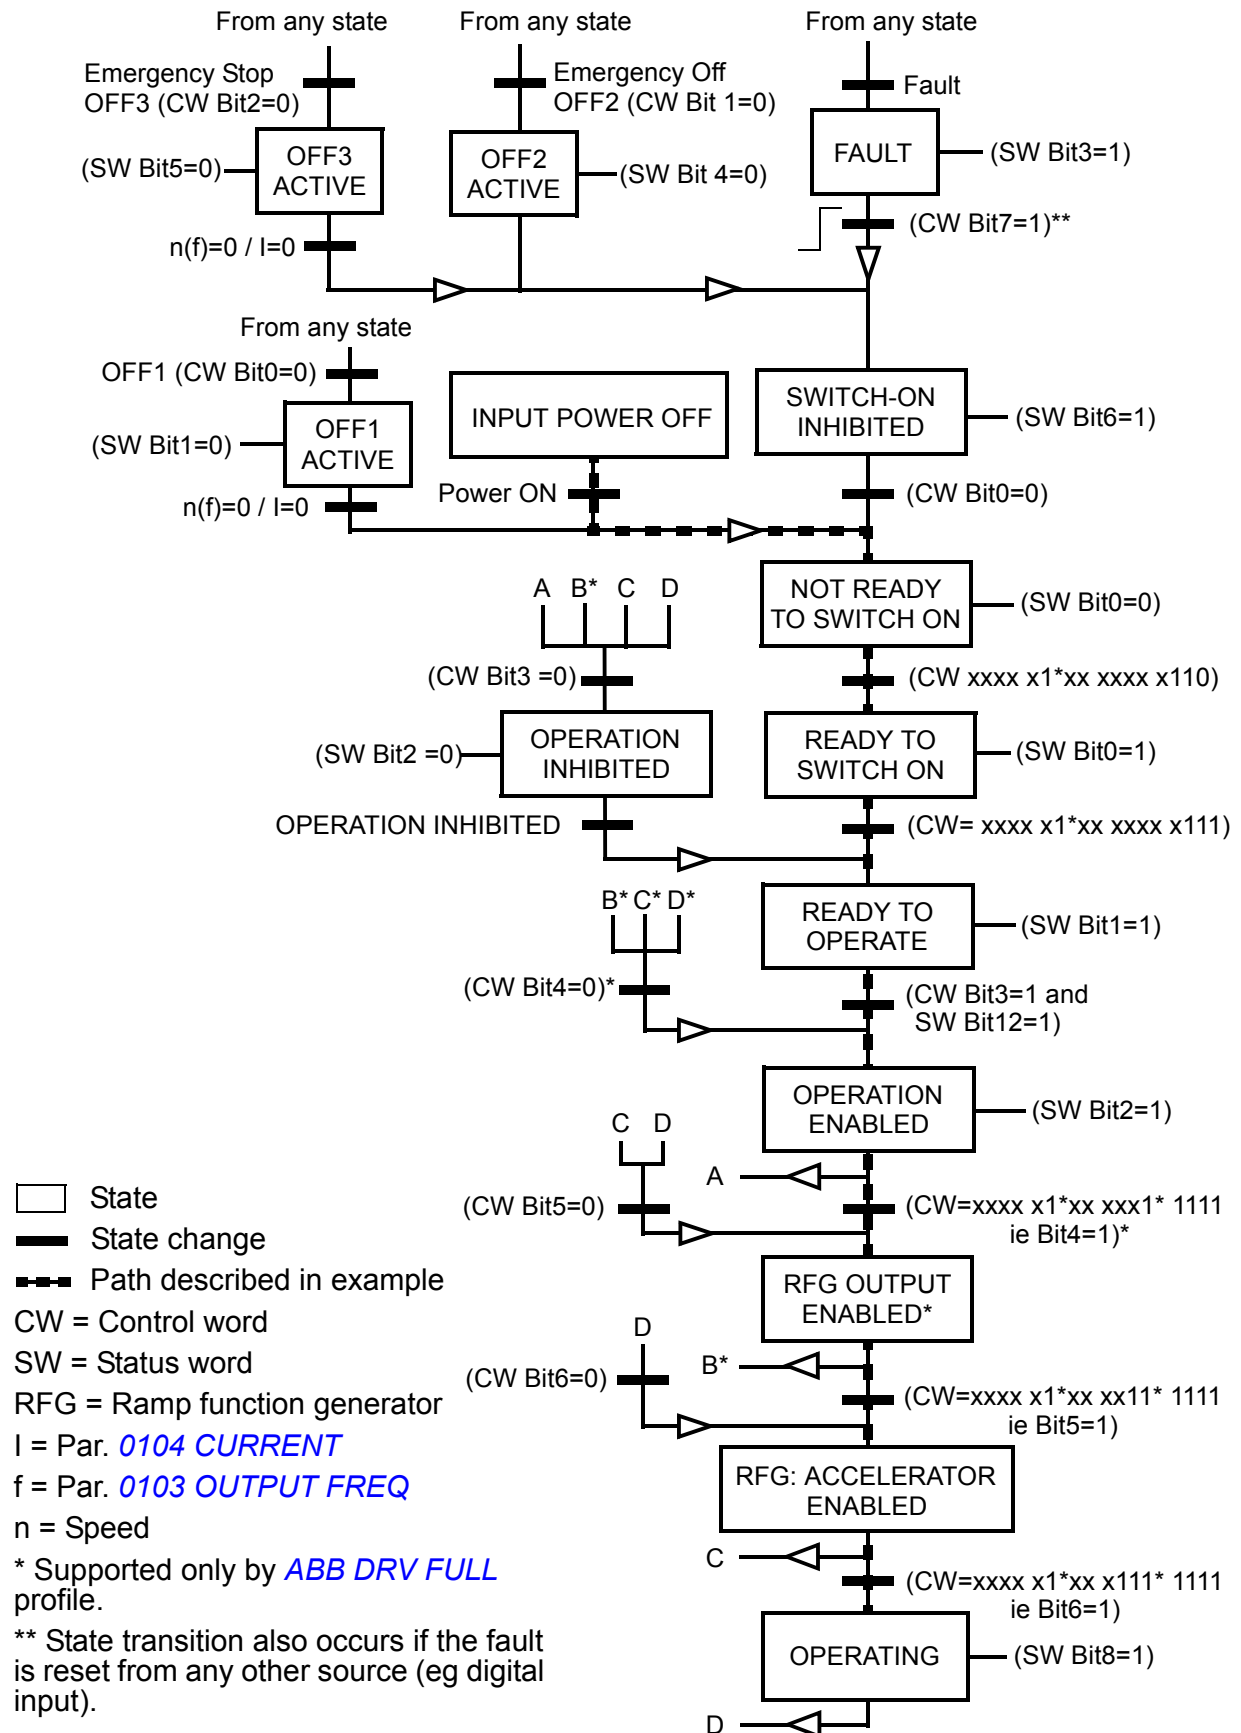 From any state
From any state
From any state
Emergency Stop
OFF3 (CW Bit2=0)
Emergency Off
OFF2 (CW Bit 1=0)
Fault
OFF3
ACTIVE
(SW Bit5=0)
OFF2
ACTIVE
(SW Bit 4=0)
FAULT
(SW Bit3=1)
n(f)=0 / I=0
(CW Bit7=1)**
From any state
OFF1 (CW Bit0=0)
OFF1
ACTIVE
(SW Bit1=0)
INPUT POWER OFF
SWITCH-ON
INHIBITED
(SW Bit6=1)
n(f)=0 / I=0
Power ON
(CW Bit0=0)
A B* C D
NOT READY
TO SWITCH ON
(SW Bit0=0)
(CW Bit3 =0)
(CW xxxx x1*xx xxxx x110)
OPERATION
INHIBITED
(SW Bit2 =0)
READY TO
SWITCH ON
(SW Bit0=1)
OPERATION INHIBITED
(CW= xxxx x1*xx xxxx x111)
B* C* D*
READY TO
OPERATE
(SW Bit1=1)
(CW Bit4=0)*
(CW Bit3=1 and
SW Bit12=1)
OPERATION
ENABLED
(SW Bit2=1)
C D
A
(CW Bit5=0)
(CW=xxxx x1*xx xxx1* 1111
ie Bit4=1)*
RFG OUTPUT
ENABLED*
D
B*
(CW Bit6=0)
(CW=xxxx x1*xx xx11* 1111
ie Bit5=1)
RFG: ACCELERATOR
ENABLED
C
(CW=xxxx x1*xx x111* 1111
ie Bit6=1)
OPERATING
(SW Bit8=1)
D
State
State change
Path described in example
CW = Control word
SW = Status word
RFG = Ramp function generator
I = Par. 0104 CURRENT
f = Par. 0103 OUTPUT FREQ
n = Speed
* Supported only by ABB DRV FULL
profile.
** State transition also occurs if the fault
is reset from any other source (eg digital
input).